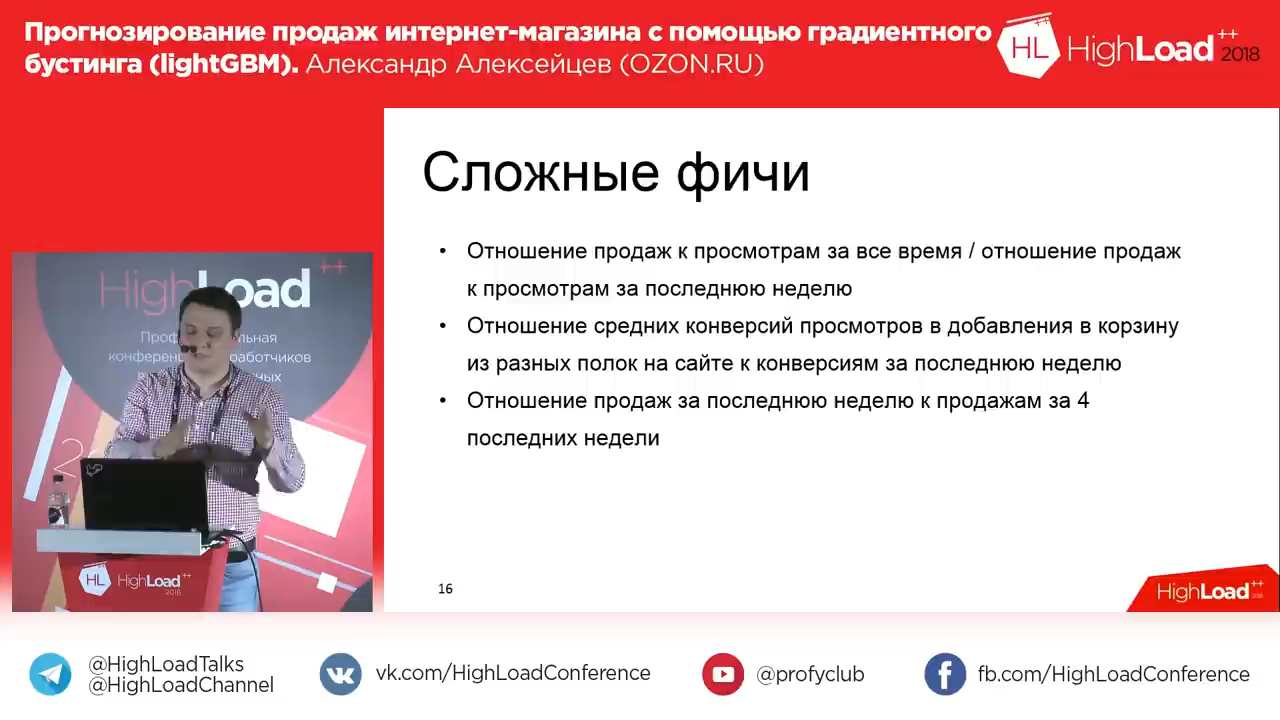 Прогнозирование продаж интернет-магазина с помощью градиентного
бустинга (lightGBM). Александр Алексейцев (OZON.RU)
HL HighLoad++ 2018
Сложные фичи
• Отношение продаж к просмотрам за все время / отношение продаж
к просмотрам за последнюю неделю
• Отношение средних конверсий просмотров в добавления в корзину
из разных полок на сайте к конверсиям за последнюю неделю
• Отношение продаж за последнюю неделю к продажам за 4
последних недели
16
HighLoad++
HighLoad++
HL HighLoad++
2018
@HighLoadTalks
@HighLoadChannel
vk.com/HighLoadConference
@profyclub
fb.com/HighLoadConference